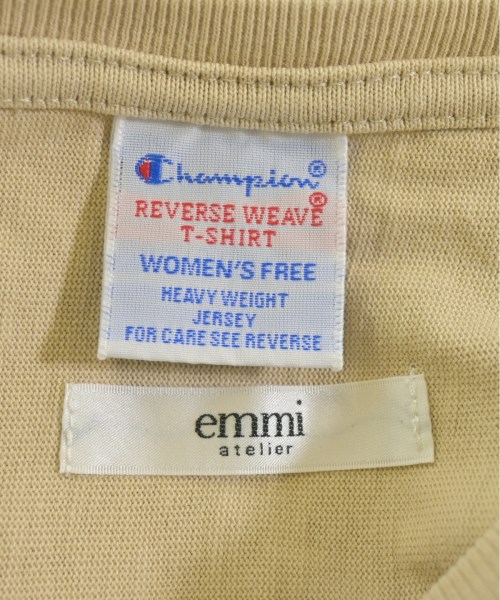 Champion®
REVERSE WEAVE®
T-SHIRT
WOMEN'S FREE
HEAVY WEIGHT
JERSEY
FOR CARE SEE REVERSE
emmi
atelier